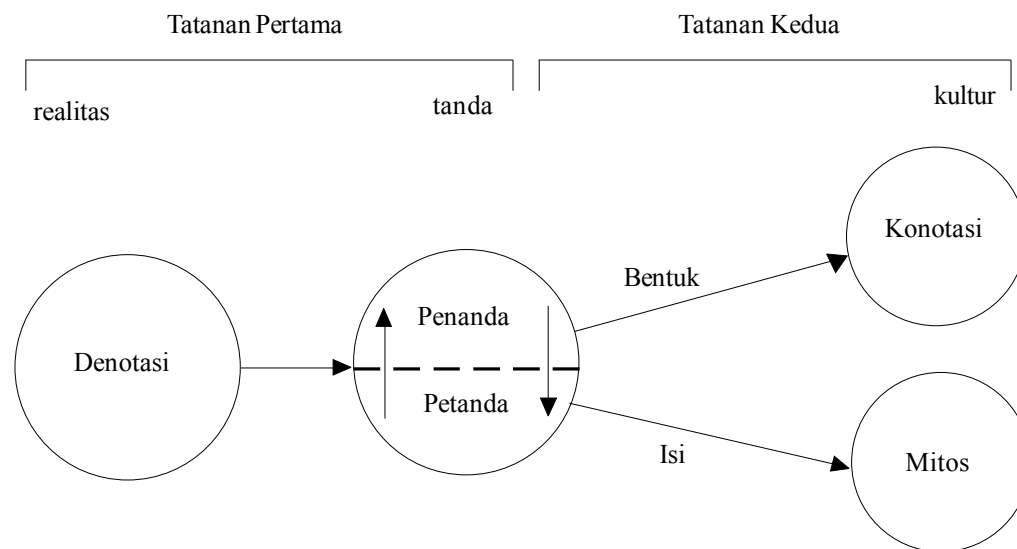 Tatanan Pertama
Tatanan Kedua
realitas
tanda
kultur
Konotasi
Bentuk
Penanda
Denotasi
Petanda
Isi
Mitos